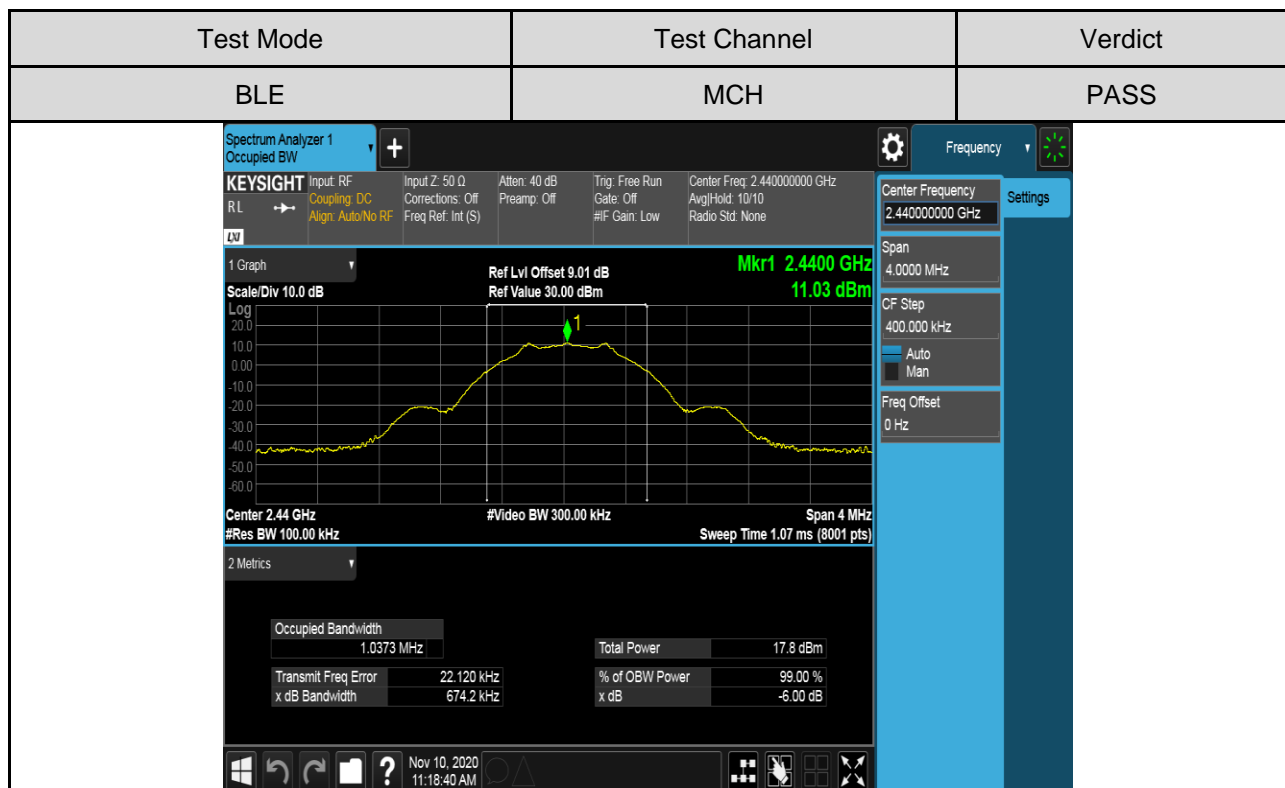 Test Mode Test Channel Verdict
BLE MCH PASS
Spectrum Analyzer 1
Occupied BW
+
Frequency
KEYSIGHT Input: RF Input Z: 50 Ω Atten: 40 dB Trig: Free Run Center Freq: 2.440000000 GHz
RL Coupling: DC Corrections: Off Preamp: Off Gate: Off Avg|Hold: 10/10
Align: Auto/No RF Freq Ref: Int (S) #IF Gain: Low Radio Std: None
LXI
Center Frequency
2.440000000 GHz
Settings
Span
4.0000 MHz
CF Step
400.000 kHz
Auto
Man
Freq Offset
0 Hz
1 Graph
Ref Lvl Offset 9.01 dB Mkr1 2.4400 GHz
Scale/Div 10.0 dB Ref Value 30.00 dBm 11.03 dBm
Log
1
20.0
10.0
0.00
-10.0
-20.0
-30.0
-40.0
-50.0
-60.0
Center 2.44 GHz #Video BW 300.00 kHz Span 4 MHz
#Res BW 100.00 kHz Sweep Time 1.07 ms (8001 pts)
2 Metrics
Occupied Bandwidth
1.0373 MHz Total Power 17.8 dBm
Transmit Freq Error 22.120 kHz % of OBW Power 99.00 %
x dB Bandwidth 674.2 kHz x dB -6.00 dB
? Nov 10, 2020
11:18:40 AM